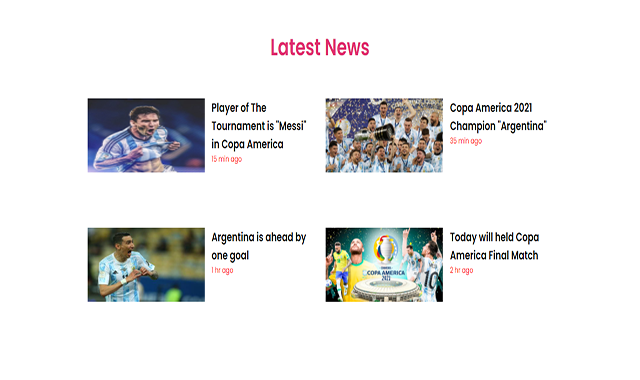 Latest News
Player of The
Tournament is "Messi"
in Copa America
15 min ago
Copa America 2021
Champion "Argentina"
35 min ago
Argentina is ahead by
one goal
1 hr ago
COPA AMERICA
2021
10
Today will held Copa
America Final Match
2 hr ago